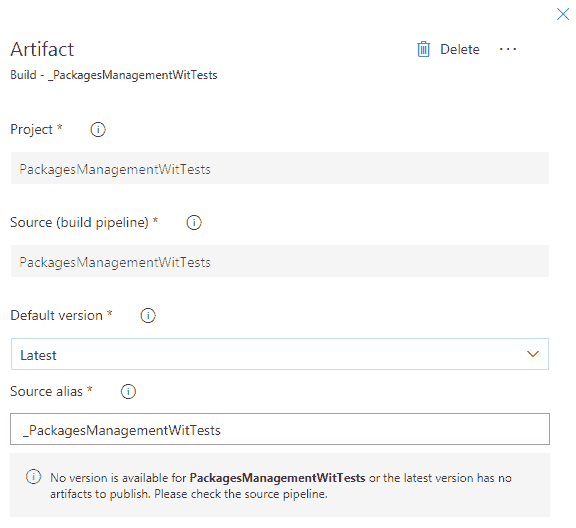 Artifact
Delete
Build - _PackagesManagementWitTests
Project *
PackagesManagementWitTests
Source (build pipeline) *
PackagesManagementWitTests
Default version *
Latest
Source alias *
_PackagesManagementWitTests
No version is available for PackagesManagementWitTests or the latest version has no
artifacts to publish. Please check the source pipeline.